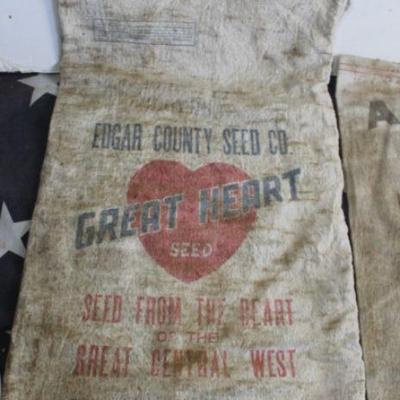 EDGAR COUNTY SEED CO.
GREAT HEART
SEED
SEED FROM THE HEART
OF THE
GREAT CENTRAL WEST
A